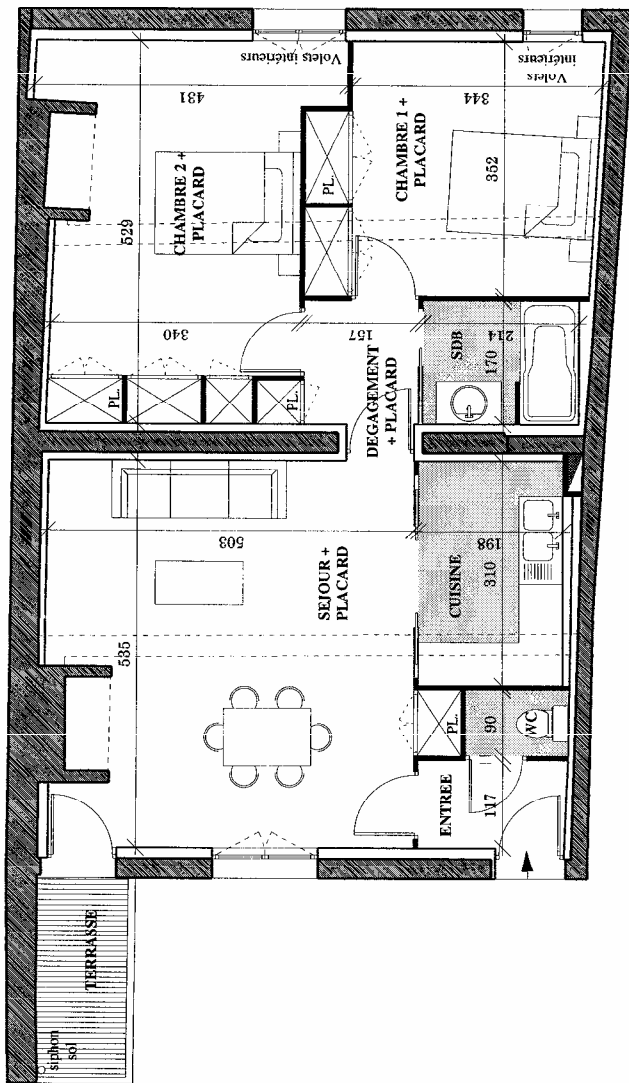 Volets intérieurs
Volets
intérieurs
431
344
CHAMBRE 2 +
PLACARD
529
PL.
CHAMBRE 1 +
PLACARD
352
340
157
214
SDB
170
PL.
PL.
DEGAGEMENT
+ PLACARD
503
198
SEJOUR +
PLACARD
CUISINE
310
535
PL.
90
WC
ENTREE
117
TERRASSE
siphon
sol